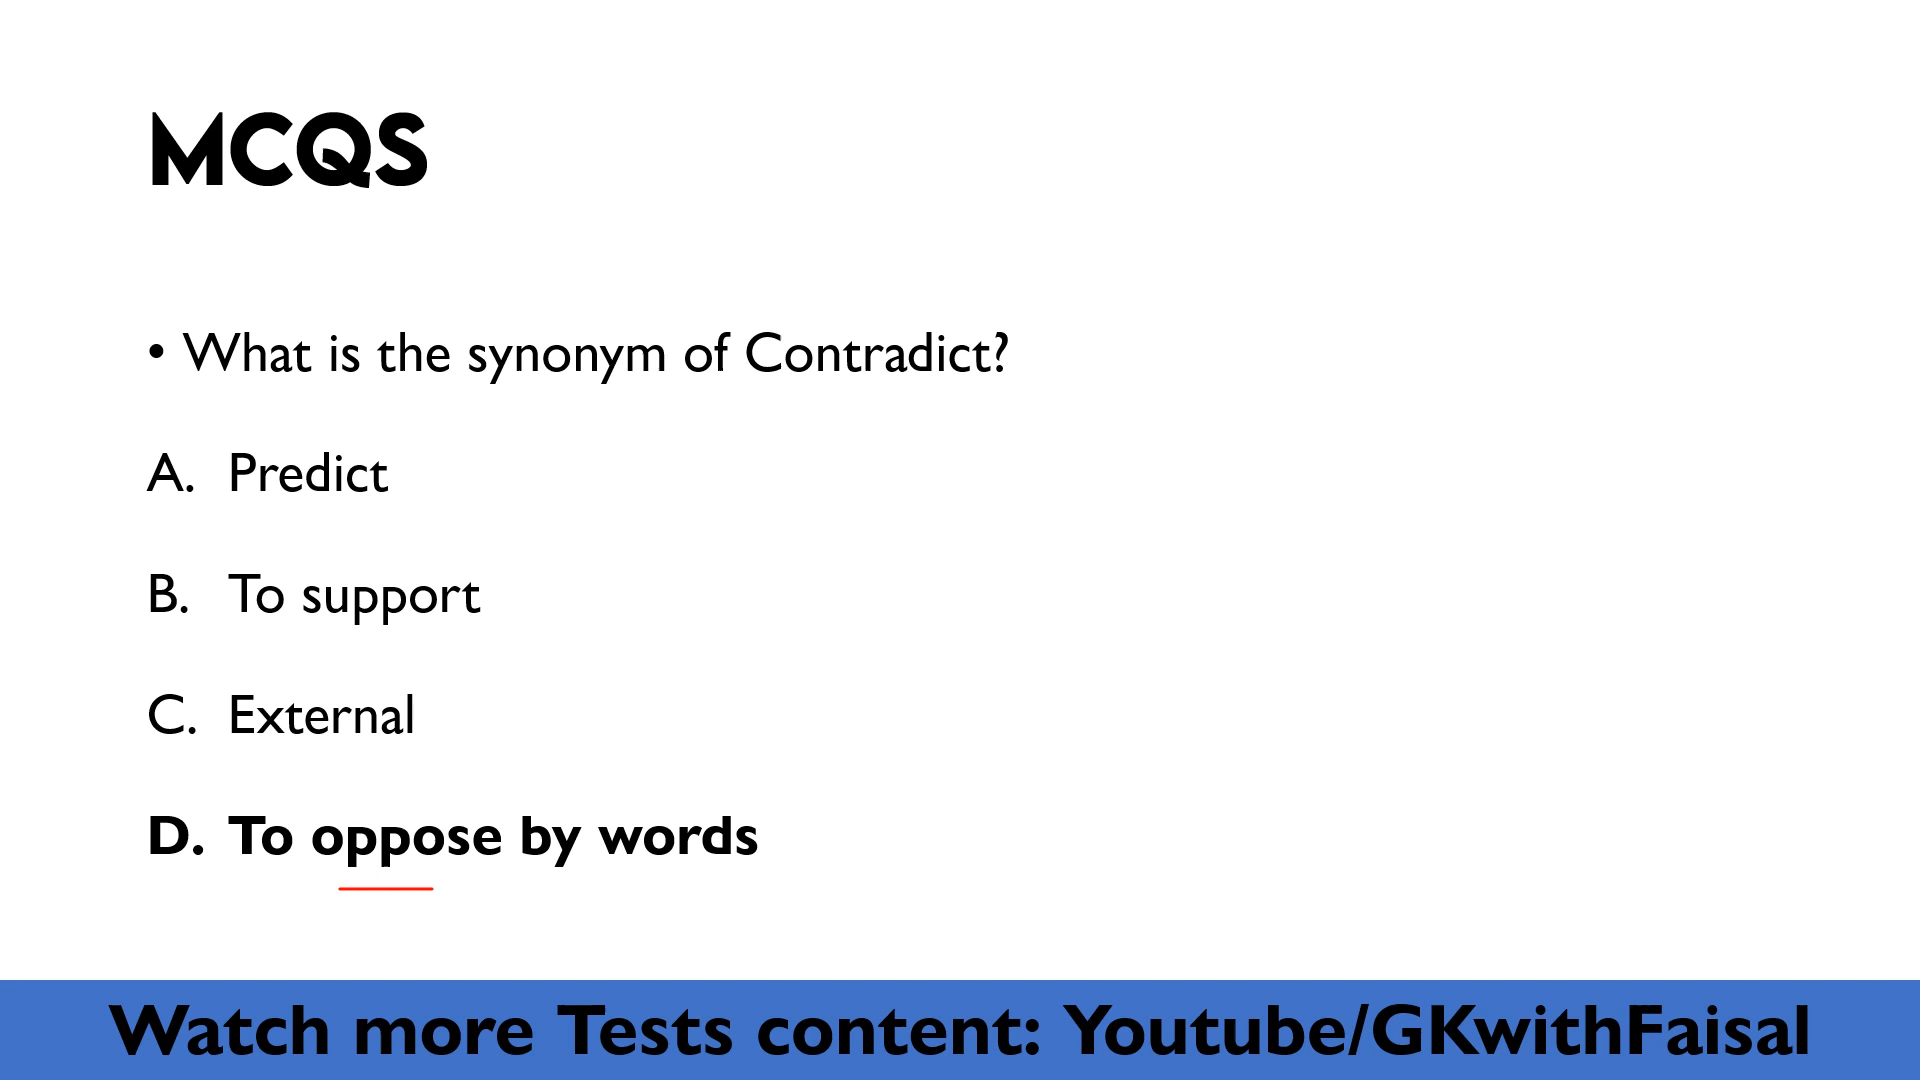 MCQS
• What is the synonym of Contradict?
A. Predict
B. To support
C. External
D. To oppose by words
Watch more Tests content: Youtube/GKwithFaisal